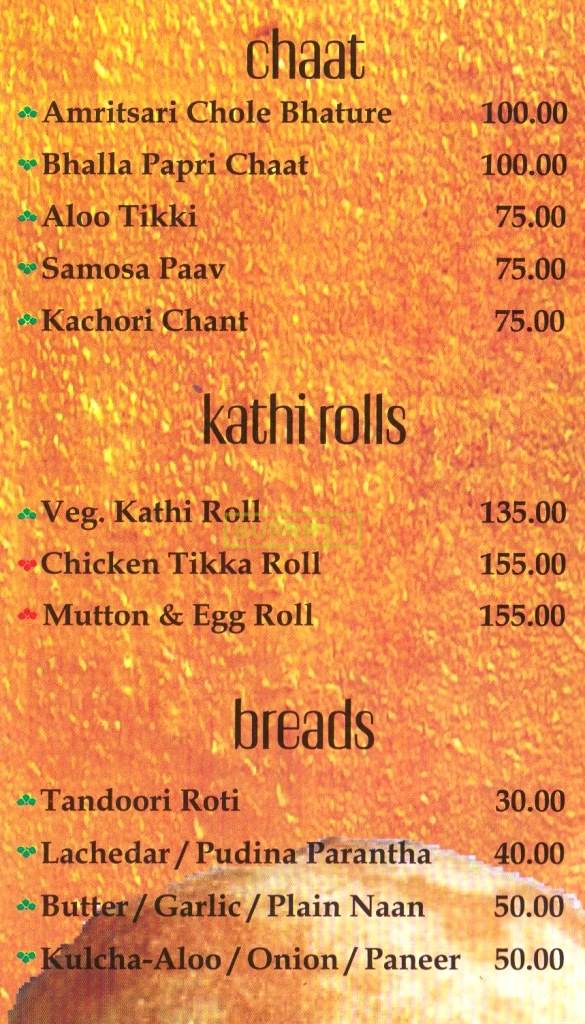 chaat
Amritsari Chole Bhature 100.00
Bhalla Papri Chaat 100.00
Aloo Tikki 75.00
Samosa Paav 75.00
Kachori Chant 75.00
kathi rolls
Veg. Kathi Roll 135.00
Chicken Tikka Roll 155.00
Mutton & Egg Roll 155.00
breads
Tandoori Roti 30.00
Lachedar / Pudina Parantha 40.00
Butter / Garlic / Plain Naan 50.00
Kulcha-Aloo / Onion / Paneer 50.00